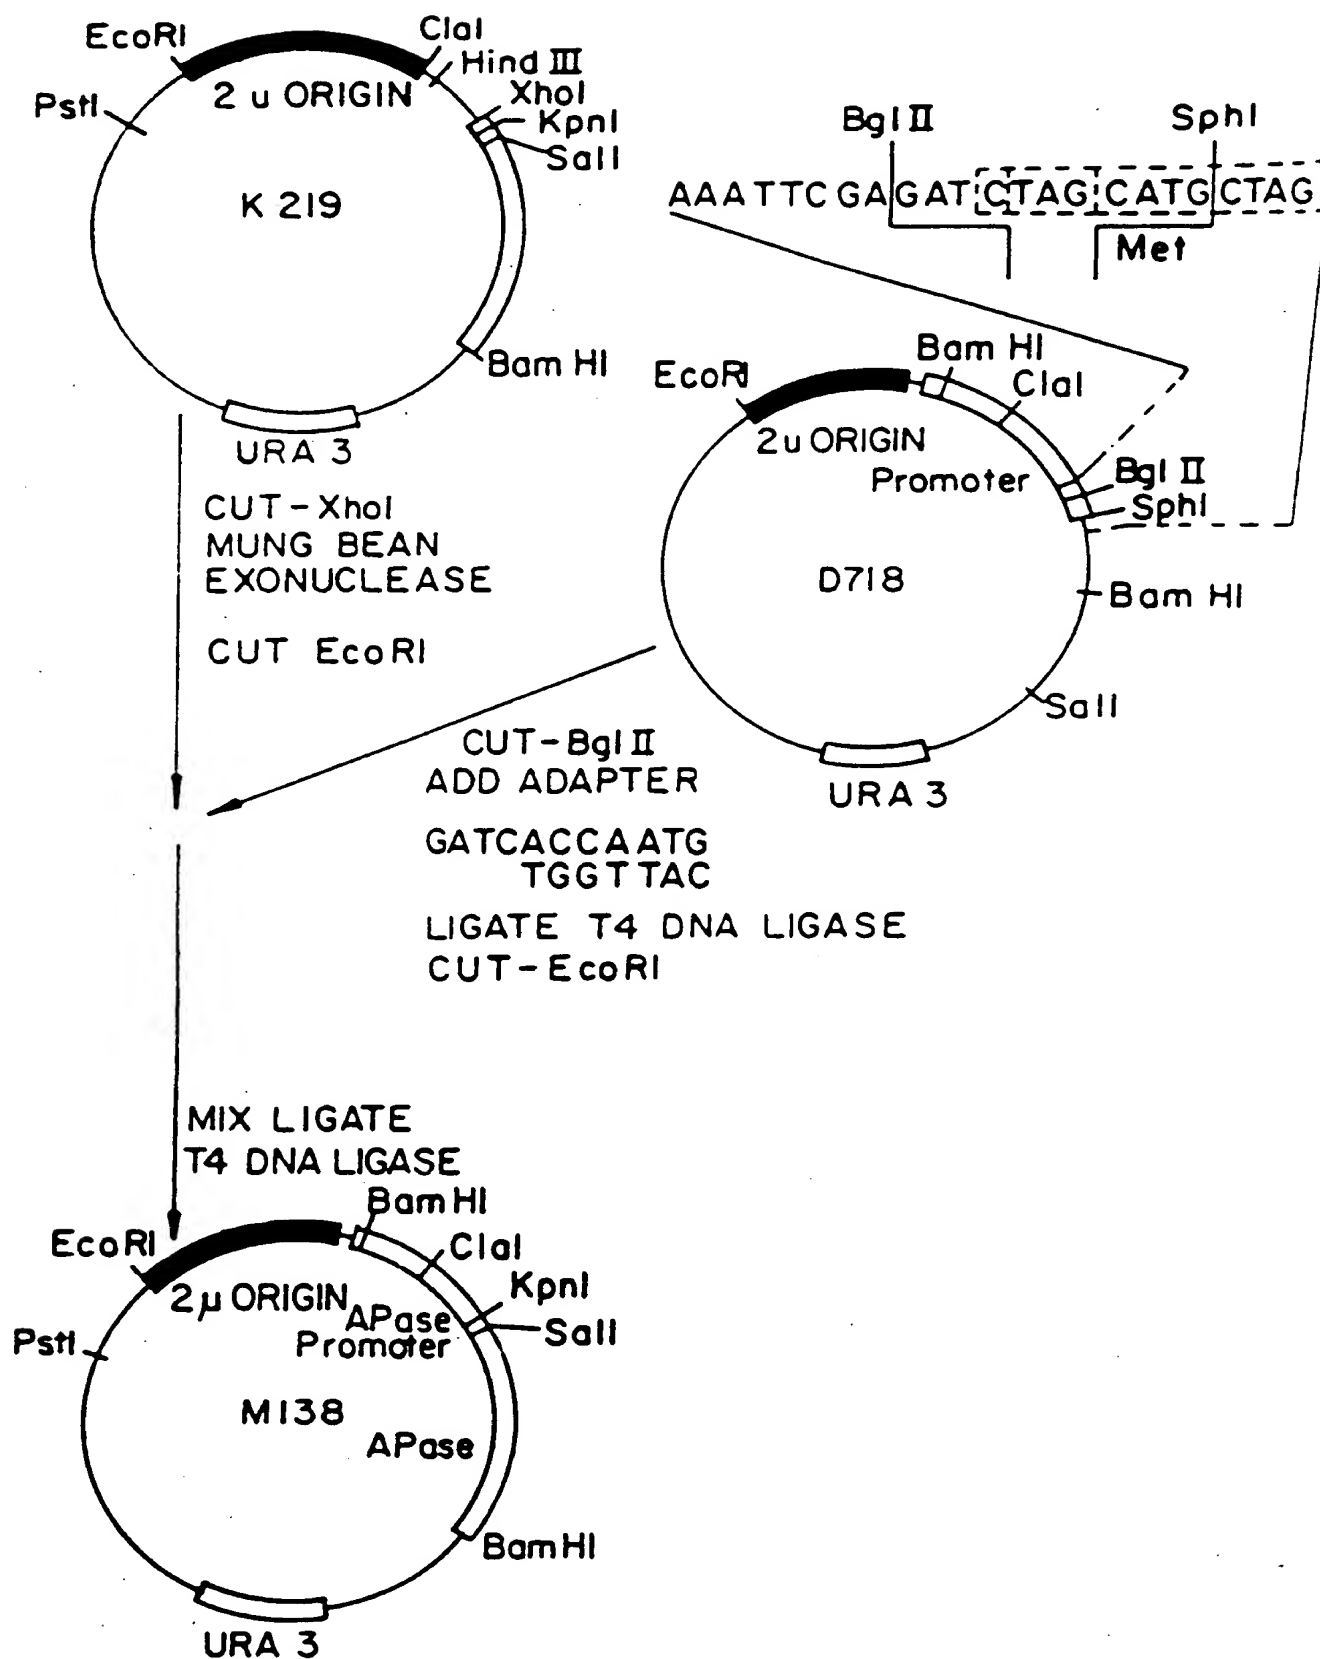 EcoRI
ClaI
Hind III
XhoI
KpnI
SalI
PstI
2 u ORIGIN
K 219
Bam HI
URA 3
Bgl II
SphI
AAATTCGAGATCTAGCATGCTAG
Met
CUT-XhoI
MUNG BEAN
EXONUCLEASE
CUT EcoRI
EcoRI
Bam HI
ClaI
2u ORIGIN
Promoter
Bgl II
SphI
D718
Bam HI
SalI
URA 3
CUT-Bgl II
ADD ADAPTER
GATCACCAATG
TGGTTAC
LIGATE T4 DNA LIGASE
CUT-EcoRI
MIX LIGATE
T4 DNA LIGASE
EcoRI
BamHI
ClaI
KpnI
SalI
2µ ORIGIN
APase
Promoter
PstI
M138
APase
BamHI
URA 3